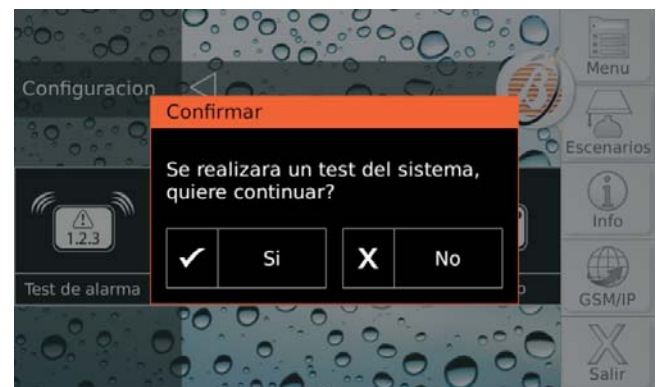 Configuracion
Menu
Confirmar
Escenarios
Se realizara un test del sistema,
quiere continuar?
Info
1.2.3
Si
X
No
Test de alarma
GSM/IP
Salir